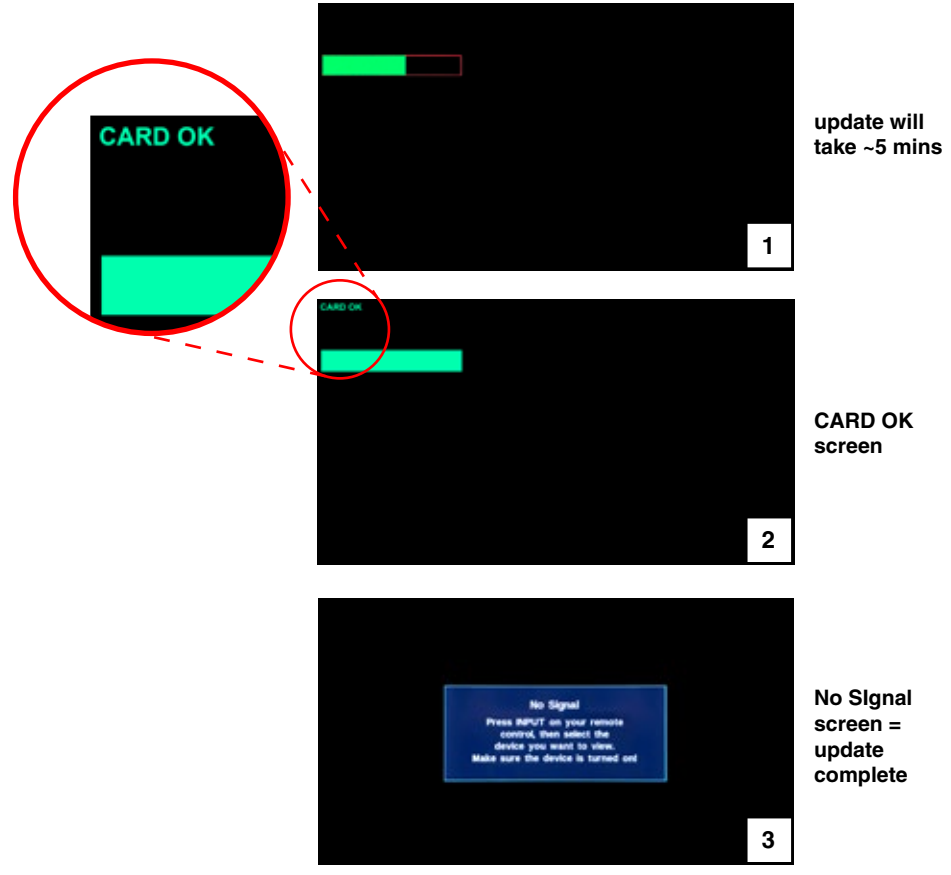 CARD OK
update will
take ~5 mins
1
CARD OK
CARD OK
screen
2
No Signal
Press INPUT on your remote
control, then select the
device you want to view.
Make sure the device is turned on!
No SIgnal
screen =
update
complete
3